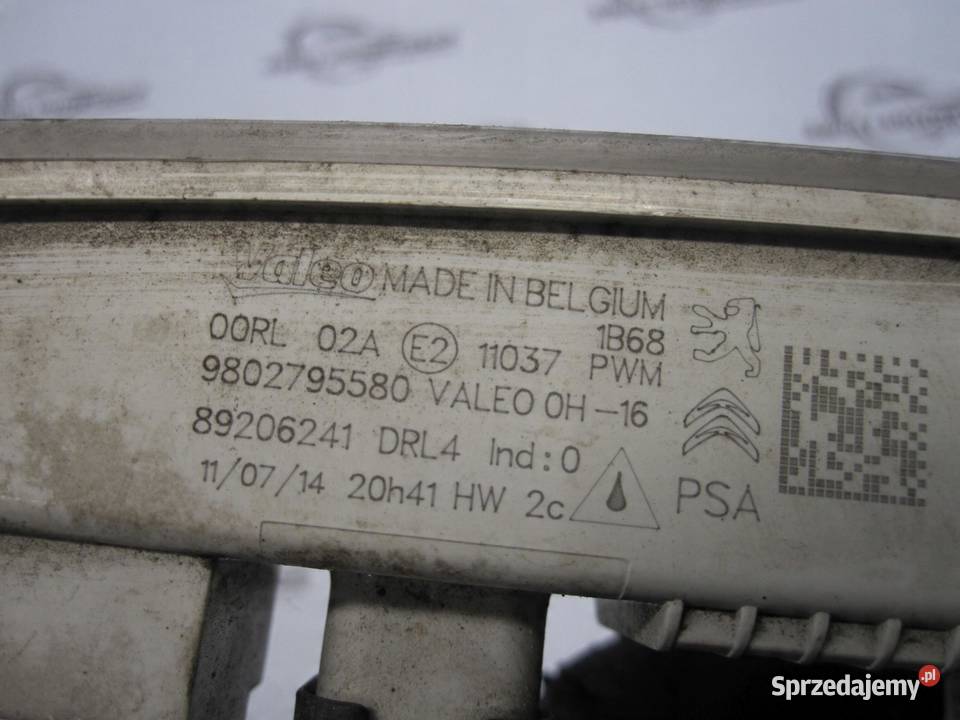 valeo MADE IN BELGIUM
1B68
00RL 02A E2 11037 PWM
9802795580 VALEO 0H-16
89206241 DRL4 Ind:0
11/07/14 20h41 HW 2c
PSA
Sprzedajemy.pl